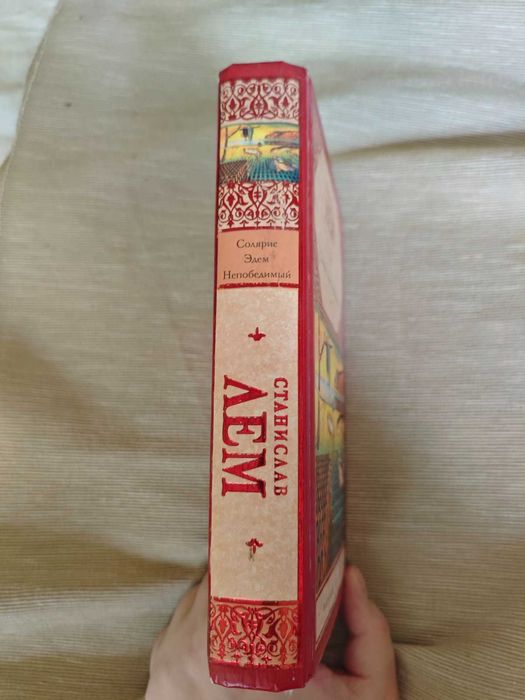 Солярис
Эдем
Непобедимый
СТАНИСЛАВ
ЛЕМ